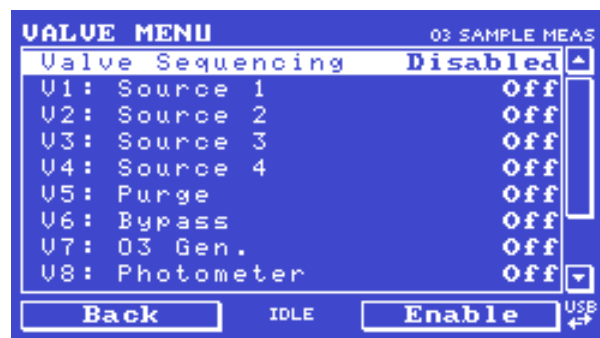 VALVE MENU O3 SAMPLE MEAS
Valve Sequencing Disabled
V1: Source 1 Off
V2: Source 2 Off
V3: Source 3 Off
V4: Source 4 Off
V5: Purge Off
V6: Bypass Off
V7: O3 Gen. Off
V8: Photometer Off
Back IDLE Enable USB